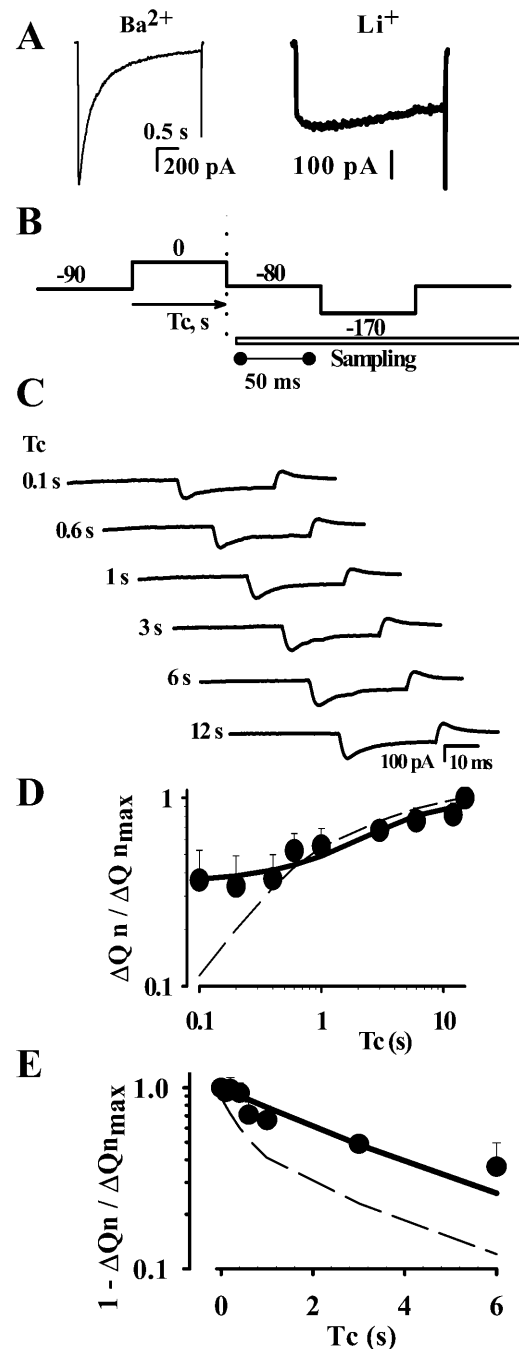 A
Ba2+
Li+
0.5 s
200 pA
100 pA
B
0
-90
-80
Tc, s
-170
Sampling
50 ms
C
Tc
0.1 s
0.6 s
1 s
3 s
6 s
12 s
100 pA
10 ms
D
ΔQ n / ΔQ nmax
1
0.1
0.1
1
10
Tc (s)
E
1 - ΔQn / ΔQnmax
1.0
0.1
0
2
4
6
Tc (s)